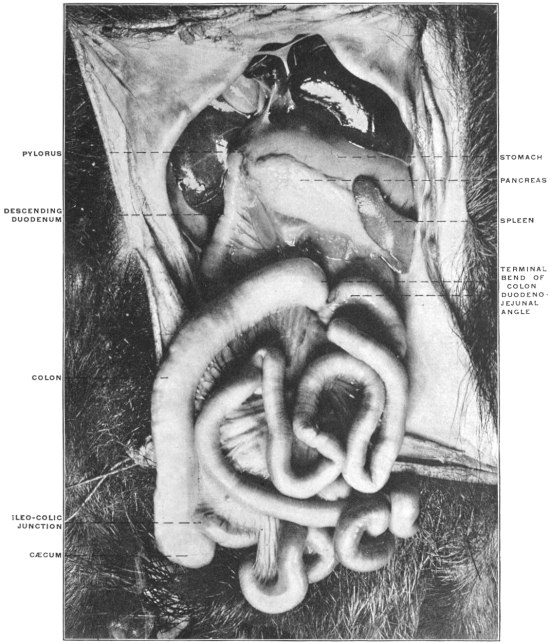 PYLORUS
DESCENDING
DUODENUM
COLON
ILEO-COLIC
JUNCTION
CÆCUM
STOMACH
PANCREAS
SPLEEN
TERMINAL
BEND OF
COLON
DUODENO-
JEJUNAL
ANGLE